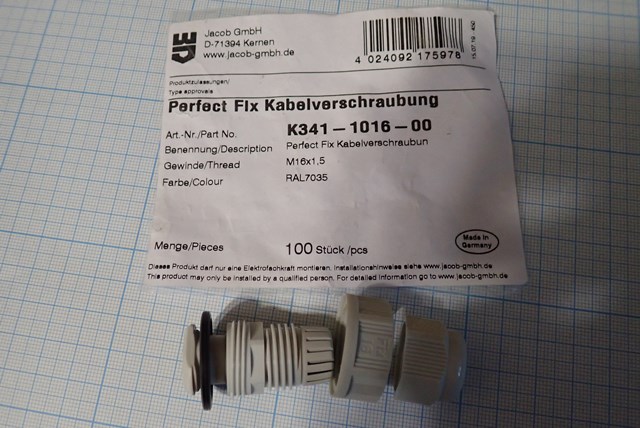 Jacob GmbH
D-71394 Kernen
www.jacob-gmbh.de
4 024092 175978
Produktzulassungen/
Type approvals
Perfect Fix Kabelverschraubung
Art.-Nr./Part No. K341-1016-00
Benennung/Description Perfect Fix Kabelverschraubun
Gewinde/Thread M16x1,5
Farbe/Colour RAL7035
Menge/Pieces 100 Stück /pcs
Made in
Germany
Dieses Produkt darf nur eine Elektrofachkraft montieren. Installationshinweise siehe www.jacob-gmbh.de
This product may only be installed by a qualified person. For detailed information go to www.jacob-gmbh.de